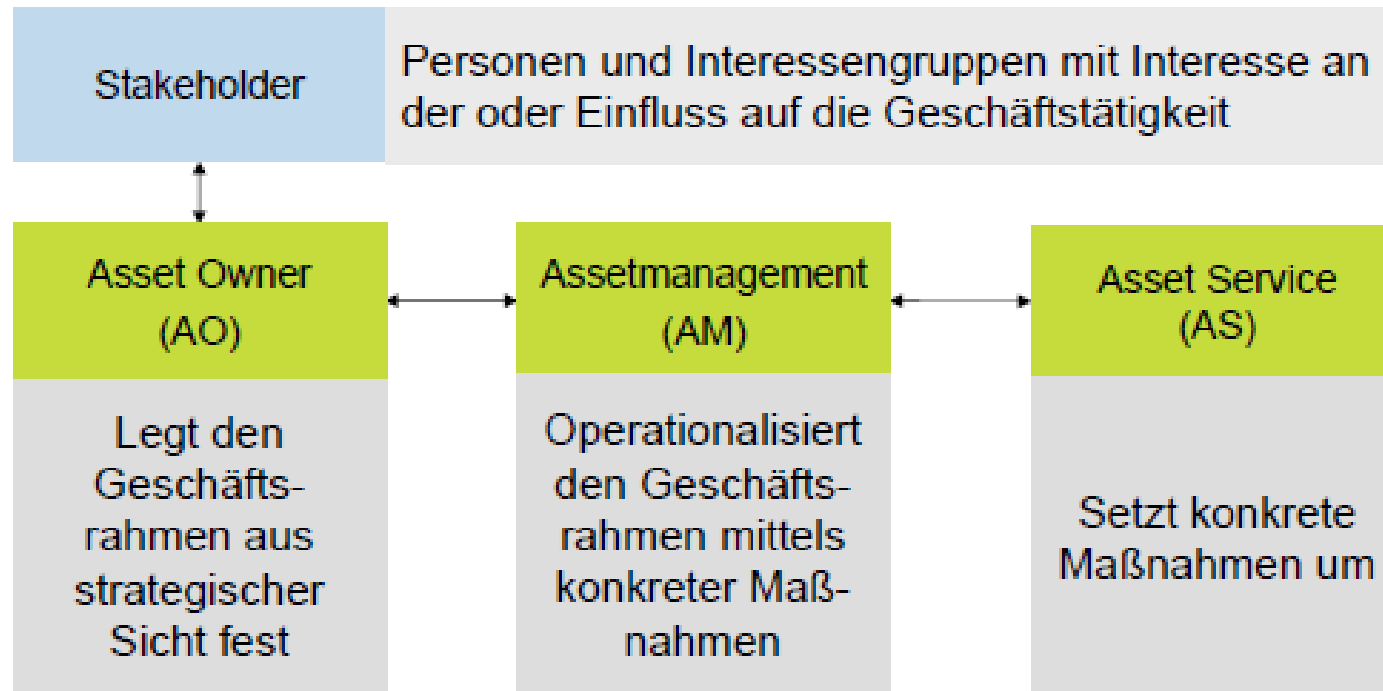 Stakeholder
Personen und Interessengruppen mit Interesse an
der oder Einfluss auf die Geschäftstätigkeit
Asset Owner
(AO)
Legt den
Geschäfts-
rahmen aus
strategischer
Sicht fest
Assetmanagement
(AM)
Operationalisiert
den Geschäfts-
rahmen mittels
konkreter Maß-
nahmen
Asset Service
(AS)
Setzt konkrete
Maßnahmen um